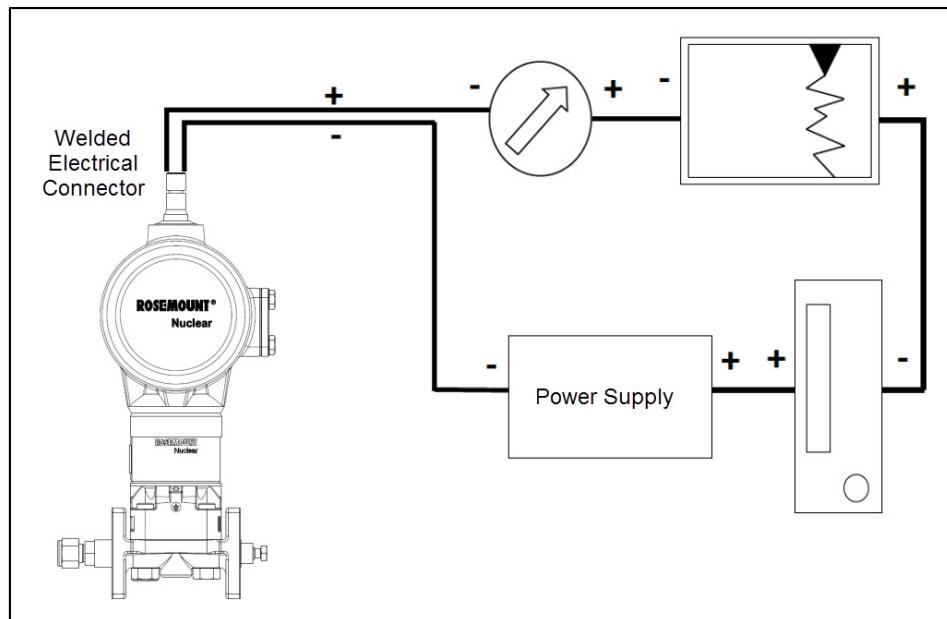 +
-
+
-
+
-
Welded
Electrical
Connector
ROSEMOUNT®
Nuclear
-
+
+
-
Power Supply
ROSEMOUNT
Nuclear